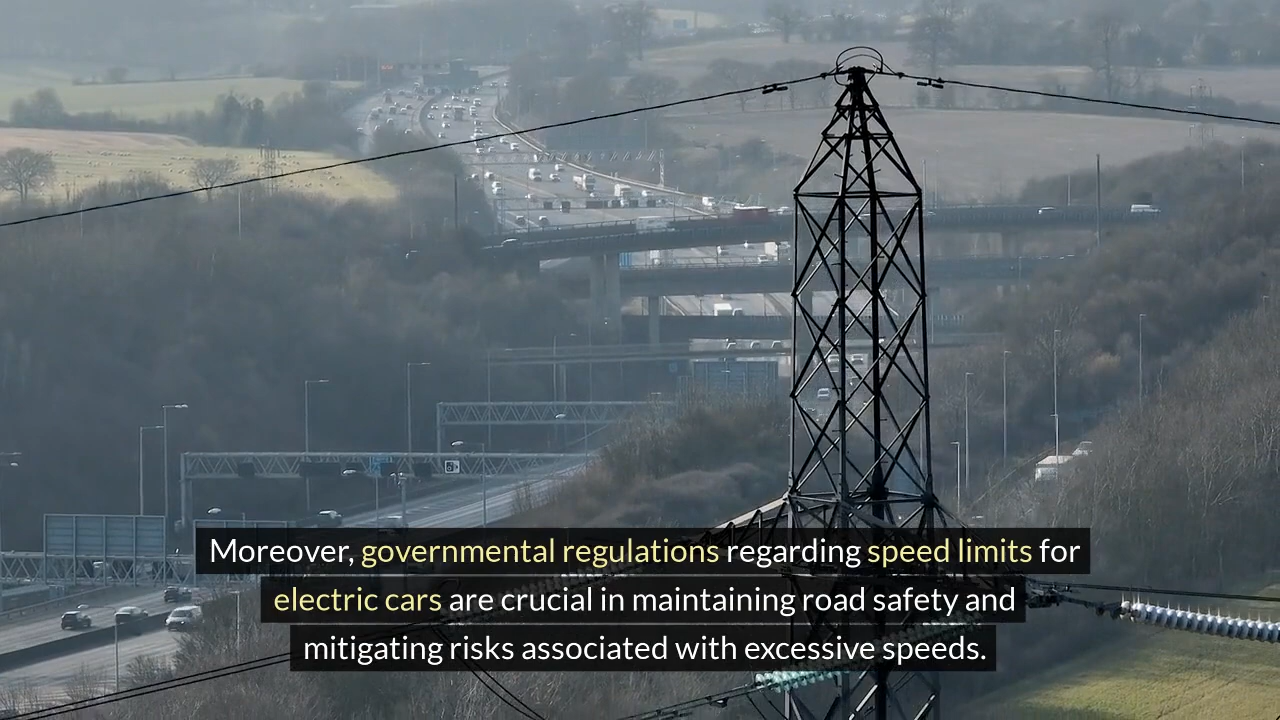 Moreover, governmental regulations regarding speed limits for
electric cars are crucial in maintaining road safety and
mitigating risks associated with excessive speeds.